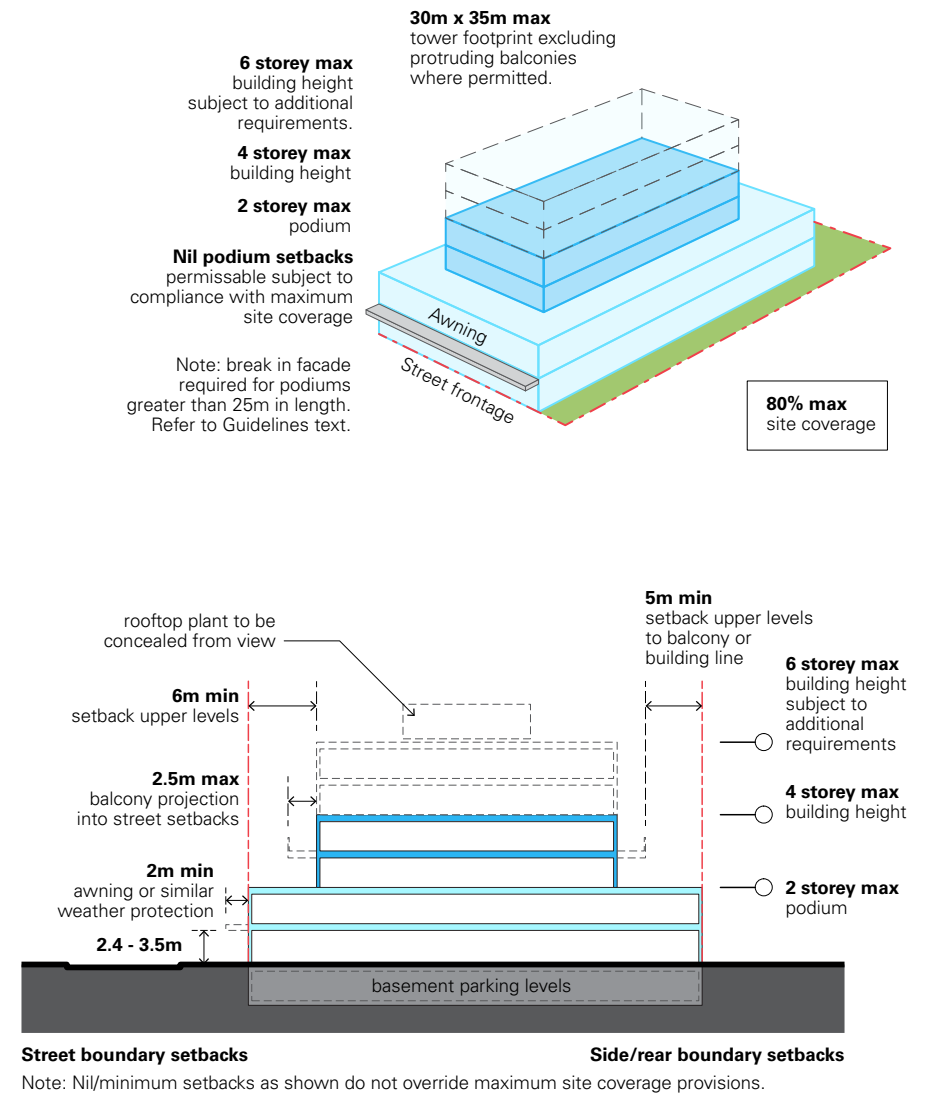 30m x 35m max
tower footprint excluding
protruding balconies
where permitted.
6 storey max
building height
subject to additional
requirements.
4 storey max
building height
2 storey max
podium
Nil podium setbacks
permissable subject to
compliance with maximum
site coverage
Note: break in facade
required for podiums
greater than 25m in length.
Refer to Guidelines text.
Awning
Street frontage
80% max
site coverage
rooftop plant to be
concealed from view
5m min
setback upper levels
to balcony or
building line
6m min
setback upper levels
6 storey max
building height
subject to
additional
requirements
2.5m max
balcony projection
into street setbacks
4 storey max
building height
2m min
awning or similar
weather protection
2 storey max
podium
2.4 - 3.5m
basement parking levels
Street boundary setbacks
Side/rear boundary setbacks
Note: Nil/minimum setbacks as shown do not override maximum site coverage provisions.